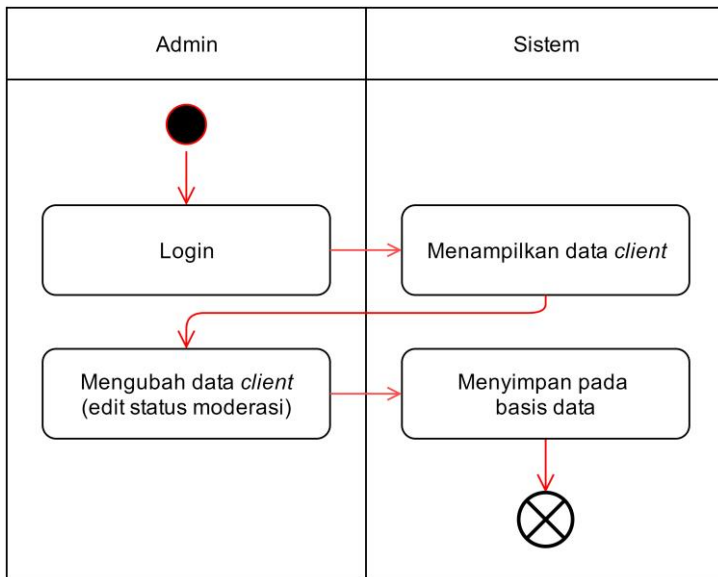 Admin
Sistem
Login
Menampilkan data client
Mengubah data client
(edit status moderasi)
Menyimpan pada
basis data